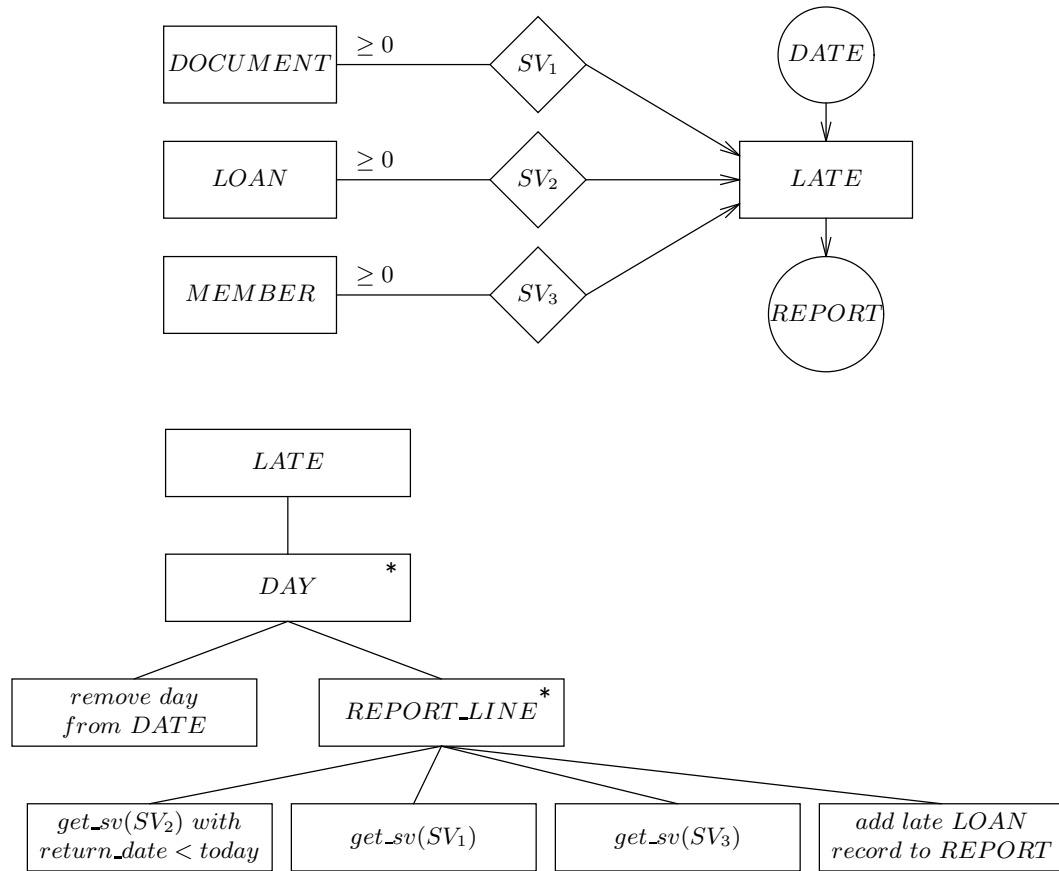 DOCUMENT ≥ 0 SV₁ DATE
LOAN ≥ 0 SV₂ LATE
MEMBER ≥ 0 SV₃ REPORT
LATE
DAY *
remove day
from DATE
REPORT_LINE *
get_sv(SV₂) with
return_date < today
get_sv(SV₁)
get_sv(SV₃)
add late LOAN
record to REPORT